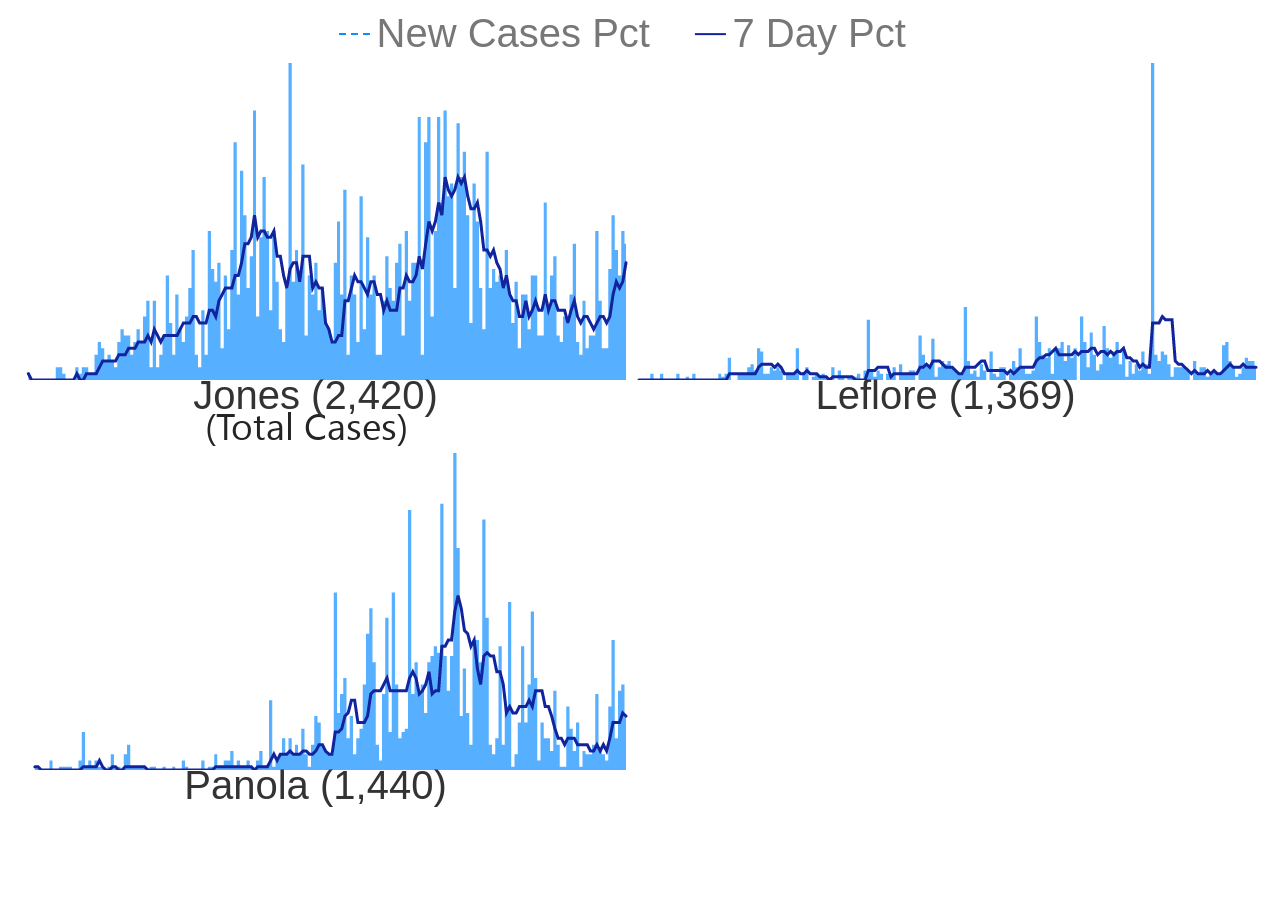 New Cases Pct 7 Day Pct
Jones (2,420)
(Total Cases)
Leflore (1,369)
Panola (1,440)